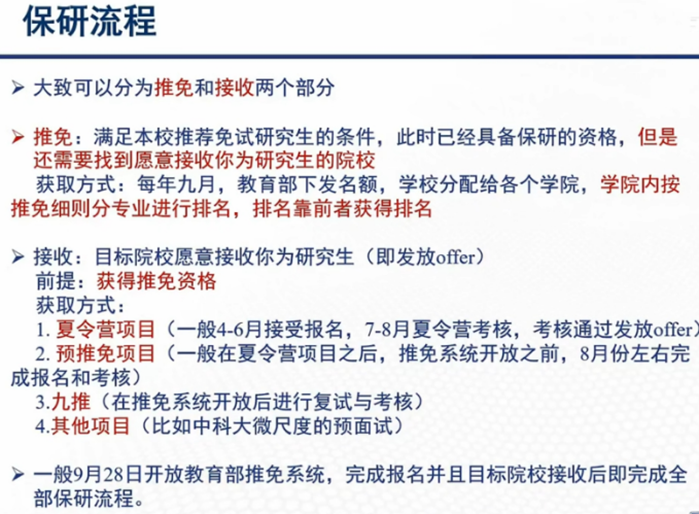 保研流程
➢ 大致可以分为推免和接收两个部分
➢ 推免：满足本校推荐免试研究生的条件，此时已经具备保研的资格，但是
还需要找到愿意接收你为研究生的院校
获取方式：每年九月，教育部下发名额，学校分配给各个学院，学院内按
推免细则分专业进行排名，排名靠前者获得排名
➢ 接收：目标院校愿意接收你为研究生（即发放offer）
前提：获得推免资格
获取方式：
1. 夏令营项目（一般4-6月接受报名，7-8月夏令营考核，考核通过发放offer）
2. 预推免项目（一般在夏令营项目之后，推免系统开放之前，8月份左右完
成报名和考核）
3.九推（在推免系统开放后进行复试与考核）
4.其他项目（比如中科大微尺度的预面试）
➢ 一般9月28日开放教育部推免系统，完成报名并且目标院校接收后即完成全
部保研流程。